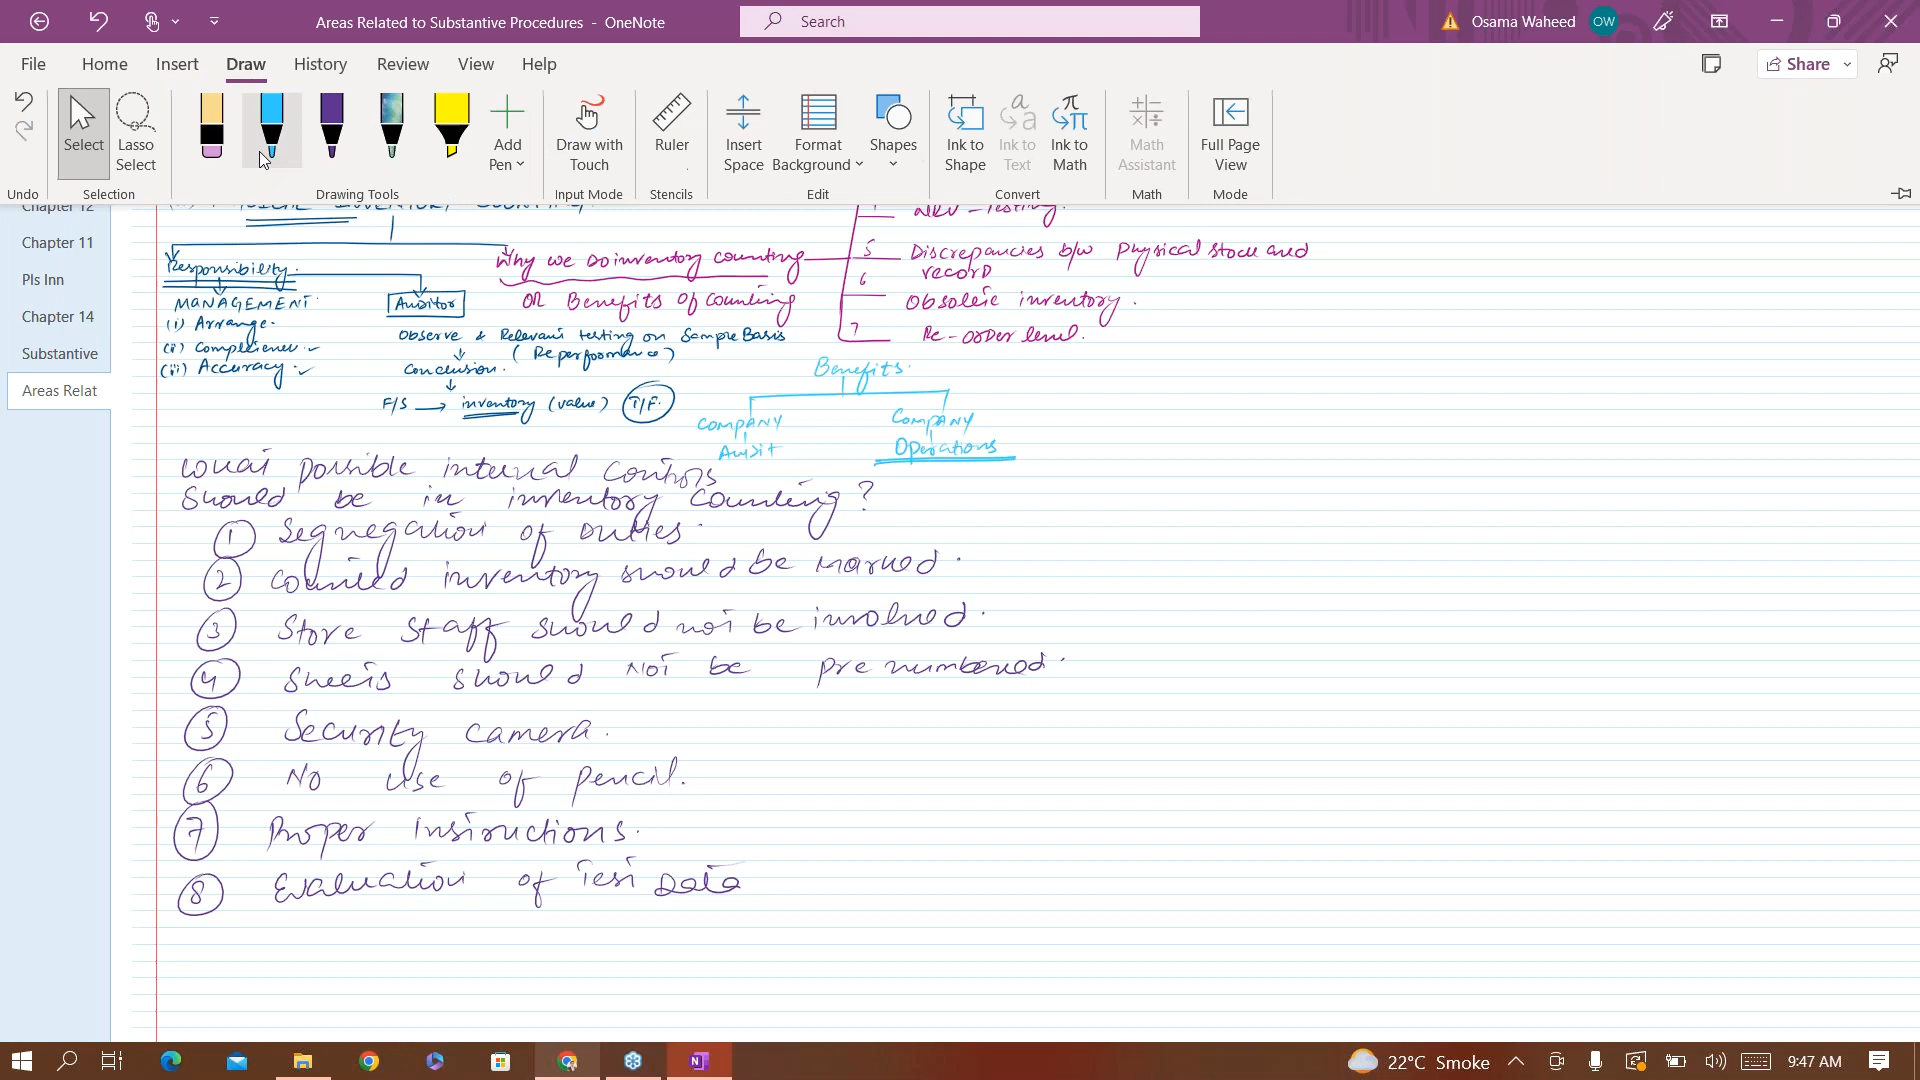 Areas Related to Substantive Procedures - OneNote
Search
Osama Waheed
OW
File Home Insert Draw History Review View Help
Share
Select
Lasso Select
Add Pen
Draw with Touch
Ruler
Insert Space
Format Background
Shapes
Ink to Shape
Ink to Text
Ink to Math
Math Assistant
Full Page View
Undo
Selection
Drawing Tools
Input Mode
Stencils
Edit
Convert
Math
Mode
Chapter 12
Chapter 11
Pls Inn
Chapter 14
Substantive
Areas Relat
NRV - Testing.
Responsibility.
MANAGEMENT.
(i) Arrange.
(ii) Completeness
(iii) Accuracy
Auditor
Observe & Relevant testing on Sample Basis
(Reperformance)
Conclusion.
F/S → inventory (value) T/F.
Why we Do inventory counting
OR Benefits of Counting
5 Discrepancies b/w Physical stock and
record
6 Obsolete inventory.
7 Re-order level.
Benefits.
COMPANY
Audit
COMPANY
Operations
What possible internal controls
should be in inventory counting?
1 Segregation of Duties.
2 Counted inventory should be Marked.
3 Store staff should not be involved.
4 Sheets should NOT be pre numbered.
5 Security camera.
6 No use of pencil.
7 Proper Instructions.
8 Evaluation of Test Data
22°C Smoke
9:47 AM